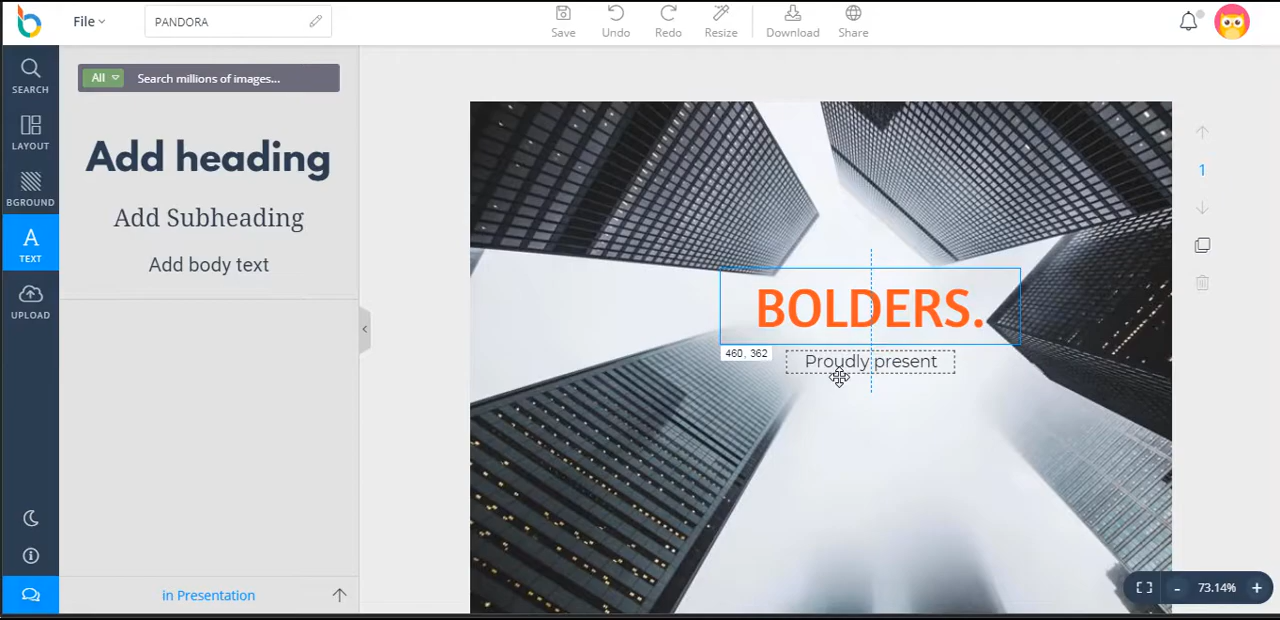 File
PANDORA
Save
Undo
Redo
Resize
Download
Share
SEARCH
LAYOUT
BGROUND
A
TEXT
UPLOAD
All
Search millions of images...
Add heading
Add Subheading
Add body text
in Presentation
BOLDERS.
460, 362
Proudly present
1
- 73.14% +